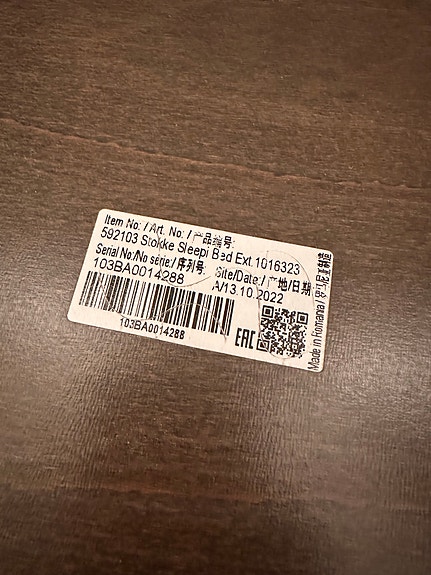 Item No: / Art. No: / 产品编号:
592103 Stokke Sleepi Bed Ext 1016323
Serial No:/No série:/序列号: Site/Date:/产地/日期:
103BA0014288 A/13.10.2022
103BA0014288
EAC
Made in Romania / 罗马尼亚制造